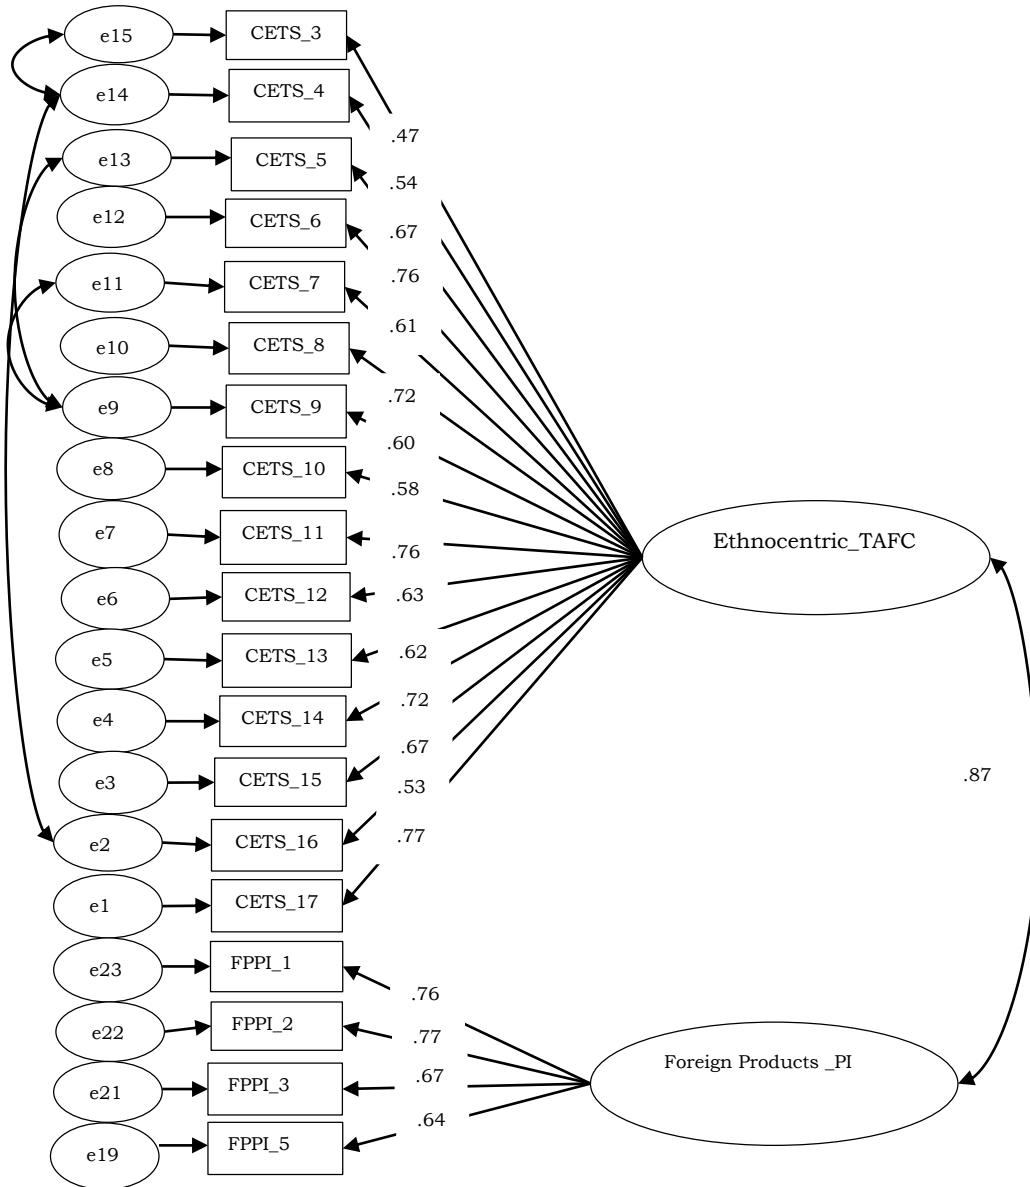 e15 CETS_3
e14 CETS_4
.47
e13 CETS_5
.54
e12 CETS_6
.67
e11 CETS_7
.76
.61
e10 CETS_8
.72
e9 CETS_9
.60
e8 CETS_10
.58
e7 CETS_11
Ethnocentric_TAFC
.76
e6 CETS_12
.63
e5 CETS_13
.62
.72
e4 CETS_14
.67
e3 CETS_15
.87
.53
e2 CETS_16
.77
e1 CETS_17
e23 FPPI_1
.76
e22 FPPI_2
.77
Foreign Products _PI
.67
e21 FPPI_3
.64
e19 FPPI_5